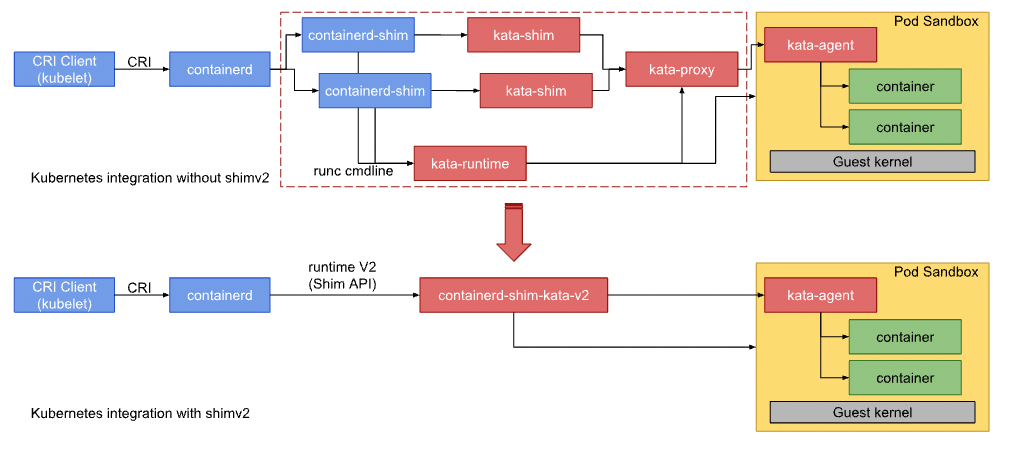 Pod Sandbox
containerd-shim
kata-shim
kata-agent
CRI Client
(kubelet)
CRI
containerd
kata-proxy
container
containerd-shim
kata-shim
container
kata-runtime
Guest kernel
runc cmdline
Kubernetes integration without shimv2
Pod Sandbox
runtime V2
(Shim API)
CRI Client
(kubelet)
CRI
containerd
containerd-shim-kata-v2
kata-agent
container
container
Guest kernel
Kubernetes integration with shimv2